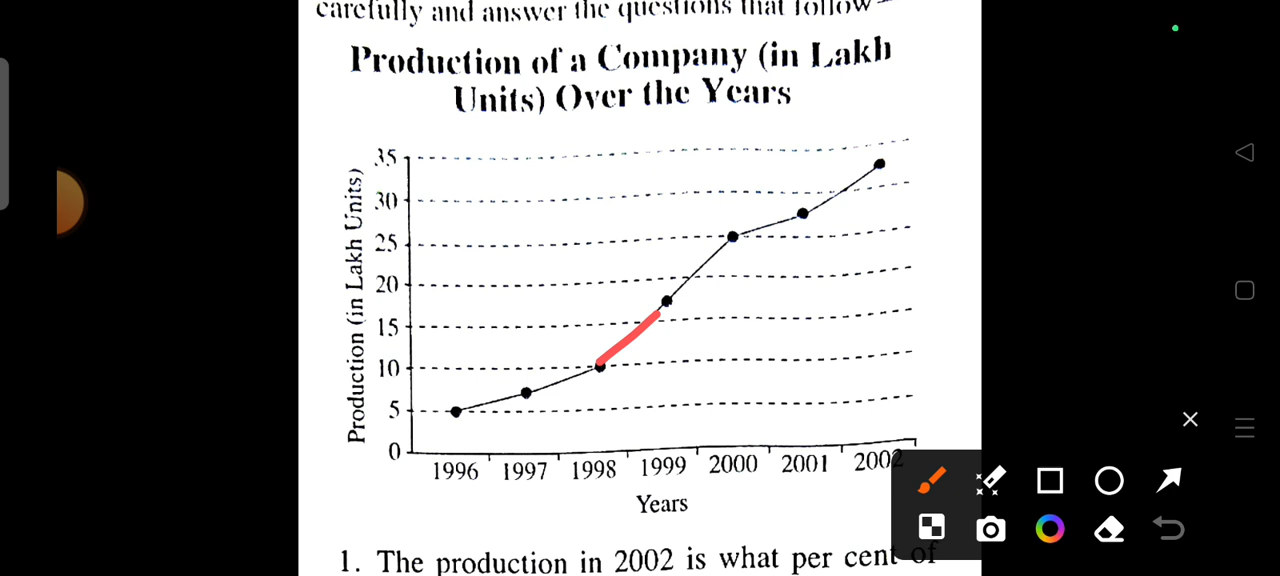 carefully and answer the questions that follow–
Production of a Company (in Lakh
Units) Over the Years
Production (in Lakh Units)
35
30
25
20
15
10
5
0
1996 1997 1998 1999 2000 2001 2002
Years
1. The production in 2002 is what per cent of